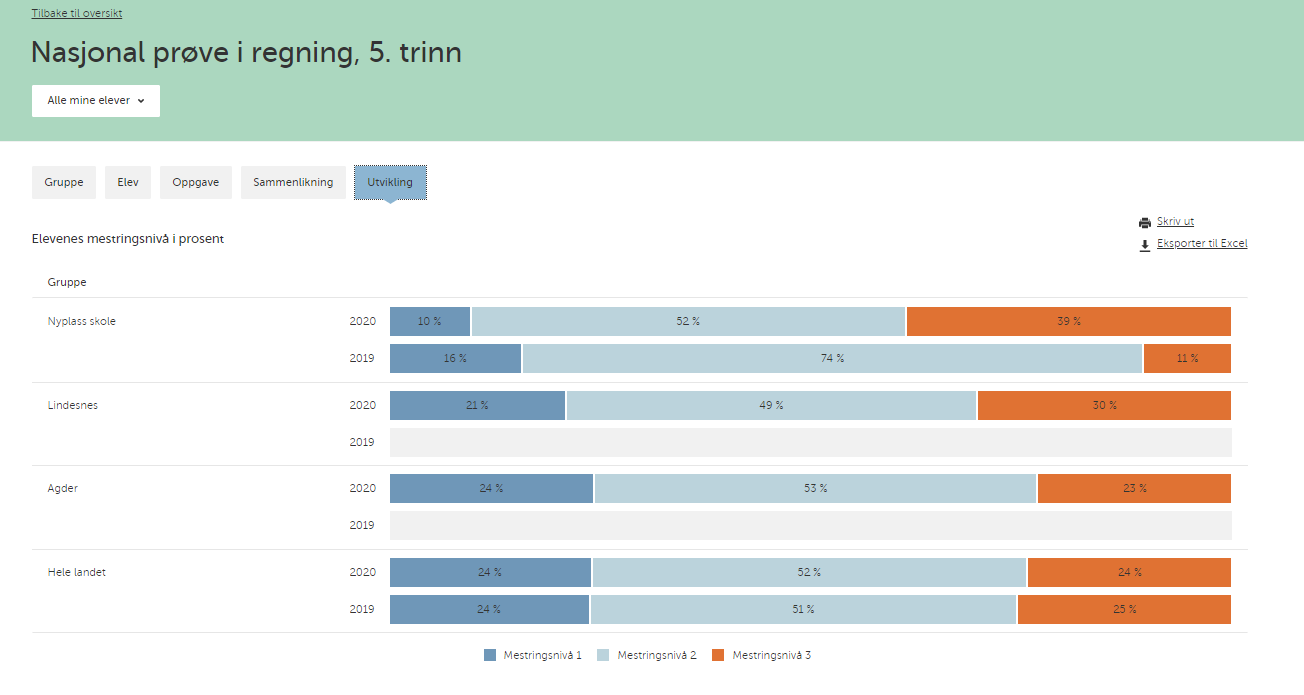 Tilbake til oversikt
Nasjonal prøve i regning, 5. trinn
Alle mine elever
Gruppe Elev Oppgave Sammenlikning Utvikling
Skriv ut
Elevenes mestringsnivå i prosent
Eksporter til Excel
Gruppe
Nyplass skole 2020 10 % 52 % 39 %
2019 16 % 74 % 11 %
Lindesnes 2020 21 % 49 % 30 %
2019
Agder 2020 24 % 53 % 23 %
2019
Hele landet 2020 24 % 52 % 24 %
2019 24 % 51 % 25 %
Mestringsnivå 1 Mestringsnivå 2 Mestringsnivå 3